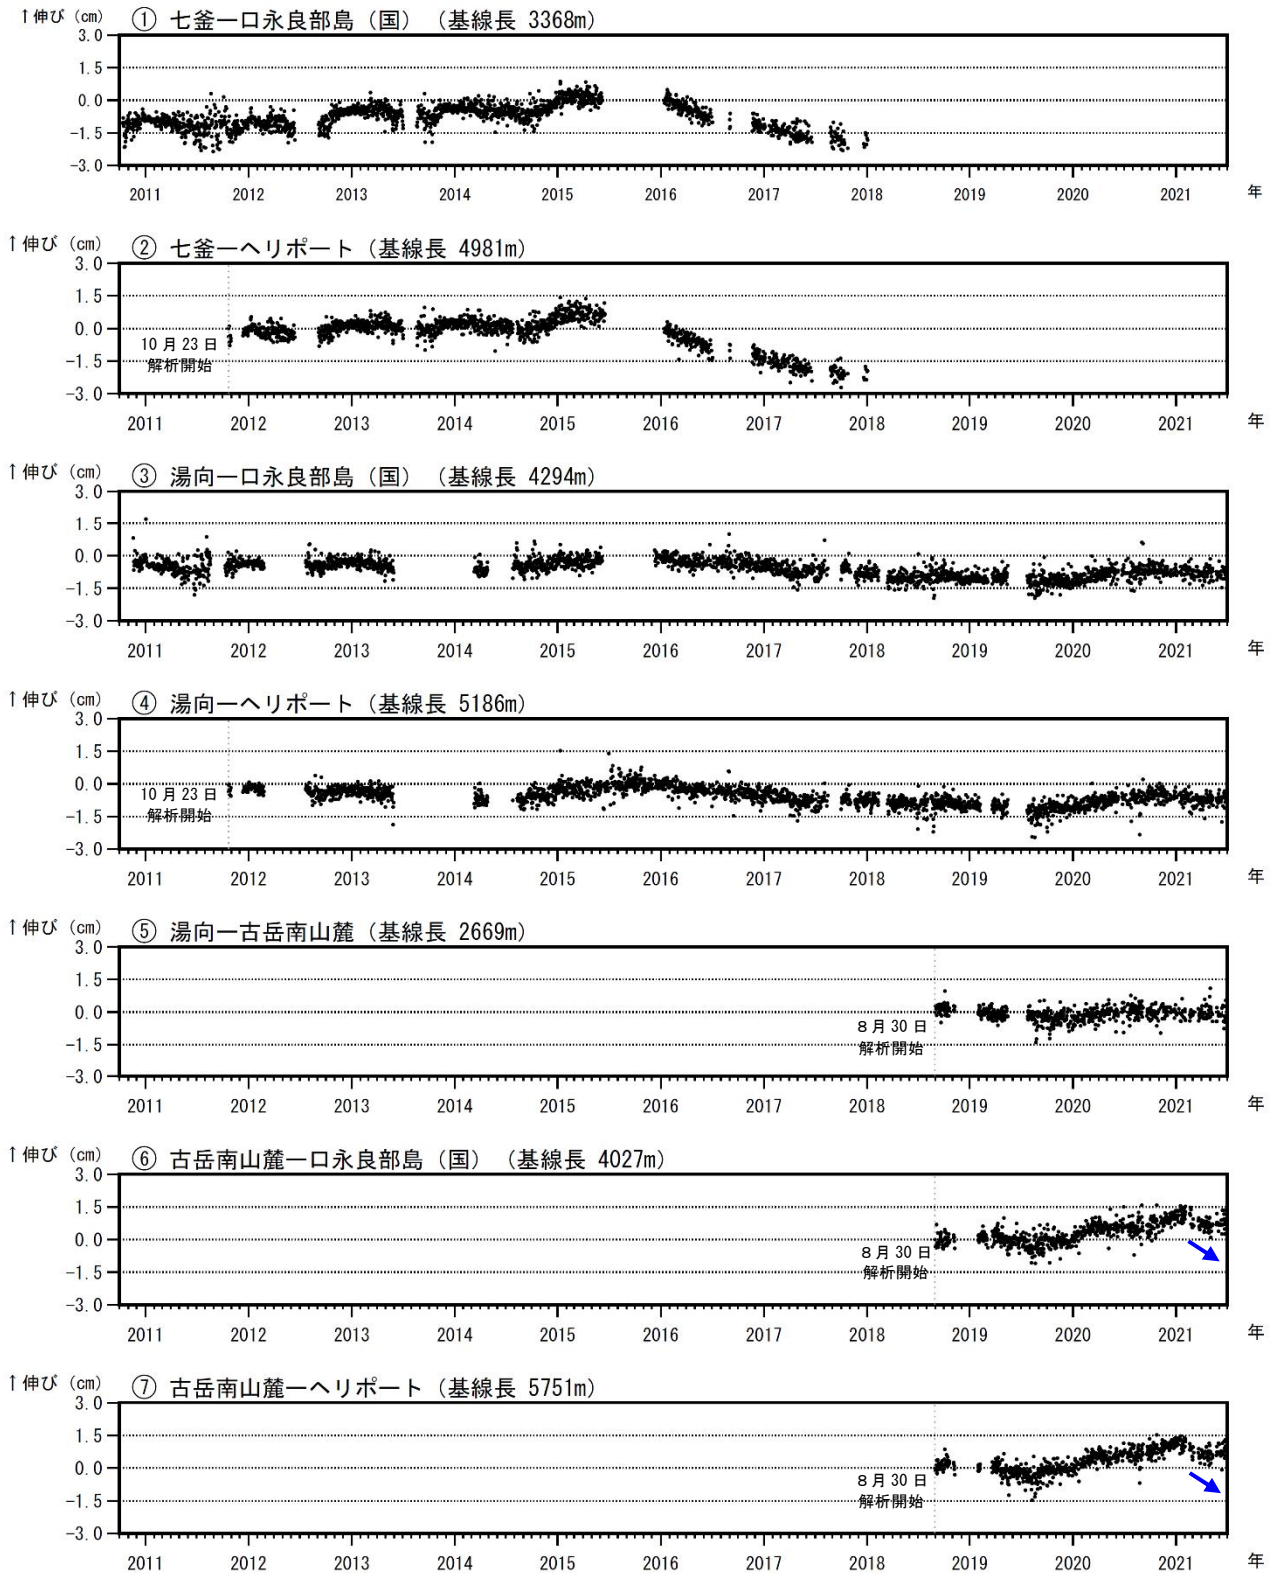 ↑伸び (cm) ① 七釜ー口永良部島（国）（基線長 3368m）
3.0
1.5
0.0
-1.5
-3.0
2011 2012 2013 2014 2015 2016 2017 2018 2019 2020 2021 年
↑伸び (cm) ② 七釜ーヘリポート（基線長 4981m）
3.0
1.5
0.0
10月23日
-1.5
解析開始
-3.0
2011 2012 2013 2014 2015 2016 2017 2018 2019 2020 2021 年
↑伸び (cm) ③ 湯向ー口永良部島（国）（基線長 4294m）
3.0
1.5
0.0
-1.5
-3.0
2011 2012 2013 2014 2015 2016 2017 2018 2019 2020 2021 年
↑伸び (cm) ④ 湯向ーヘリポート（基線長 5186m）
3.0
1.5
0.0
10月23日
-1.5
解析開始
-3.0
2011 2012 2013 2014 2015 2016 2017 2018 2019 2020 2021 年
↑伸び (cm) ⑤ 湯向ー古岳南山麓（基線長 2669m）
3.0
1.5
0.0
8月30日
-1.5
解析開始
-3.0
2011 2012 2013 2014 2015 2016 2017 2018 2019 2020 2021 年
↑伸び (cm) ⑥ 古岳南山麓ー口永良部島（国）（基線長 4027m）
3.0
1.5
0.0
8月30日
-1.5
解析開始
-3.0
2011 2012 2013 2014 2015 2016 2017 2018 2019 2020 2021 年
↑伸び (cm) ⑦ 古岳南山麓ーヘリポート（基線長 5751m）
3.0
1.5
0.0
8月30日
-1.5
解析開始
-3.0
2011 2012 2013 2014 2015 2016 2017 2018 2019 2020 2021 年